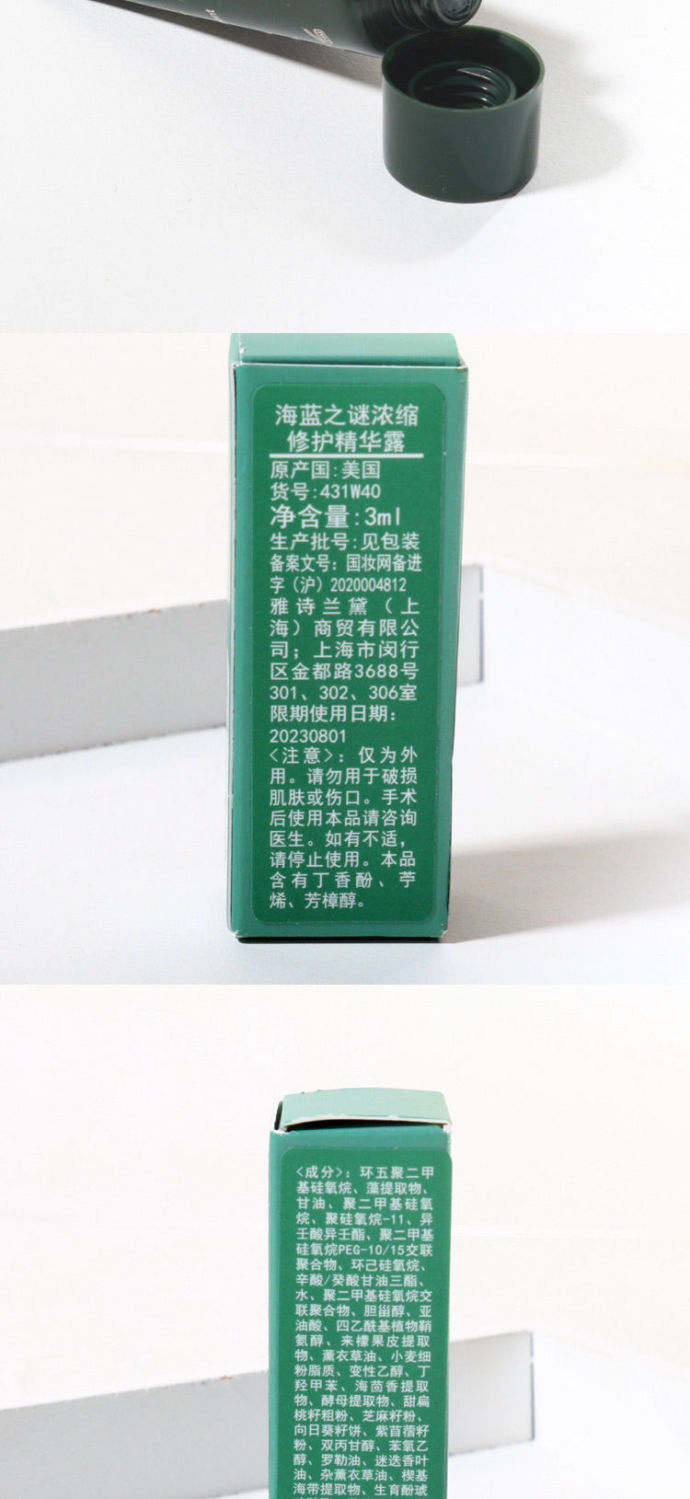 海蓝之谜浓缩
修护精华露
原产国:美国
货号:431W40
净含量:3ml
生产批号:见包装
备案文号: 国妆网备进
字（沪）2020004812
雅诗兰黛（上
海）商贸有限公
司; 上海市闵行
区金都路3688号
301、302、306室
限期使用日期:
20230801
<注意>: 仅为外
用。请勿用于破损
肌肤或伤口。手术
后使用本品请咨询
医生。如有不适,
请停止使用。本品
含有丁香酚、苧
烯、芳樟醇。
<成分>: 环五聚二甲
基硅氧烷、藻提取物、
甘油、聚二甲基硅氧
烷、聚硅氧烷-11、异
壬酸异壬酯、聚二甲基
硅氧烷PEG-10/15交联
聚合物、环己硅氧烷、
辛酸/癸酸甘油三酯、
水、聚二甲基硅氧烷交
联聚合物、胆甾醇、亚
油酸、四乙酰基植物鞘
氨醇、来檬果皮提取
物、薰衣草油、小麦细
粉脂质、变性乙醇、丁
羟甲苯、海茴香提取
物、酵母提取物、甜扁
桃籽粗粉、芝麻籽粉、
向日葵籽饼、紫苜蓿籽
粉、双丙甘醇、苯氧乙
醇、罗勒油、迷迭香叶
油、杂薰衣草油、楔基
海带提取物、生育酚琥